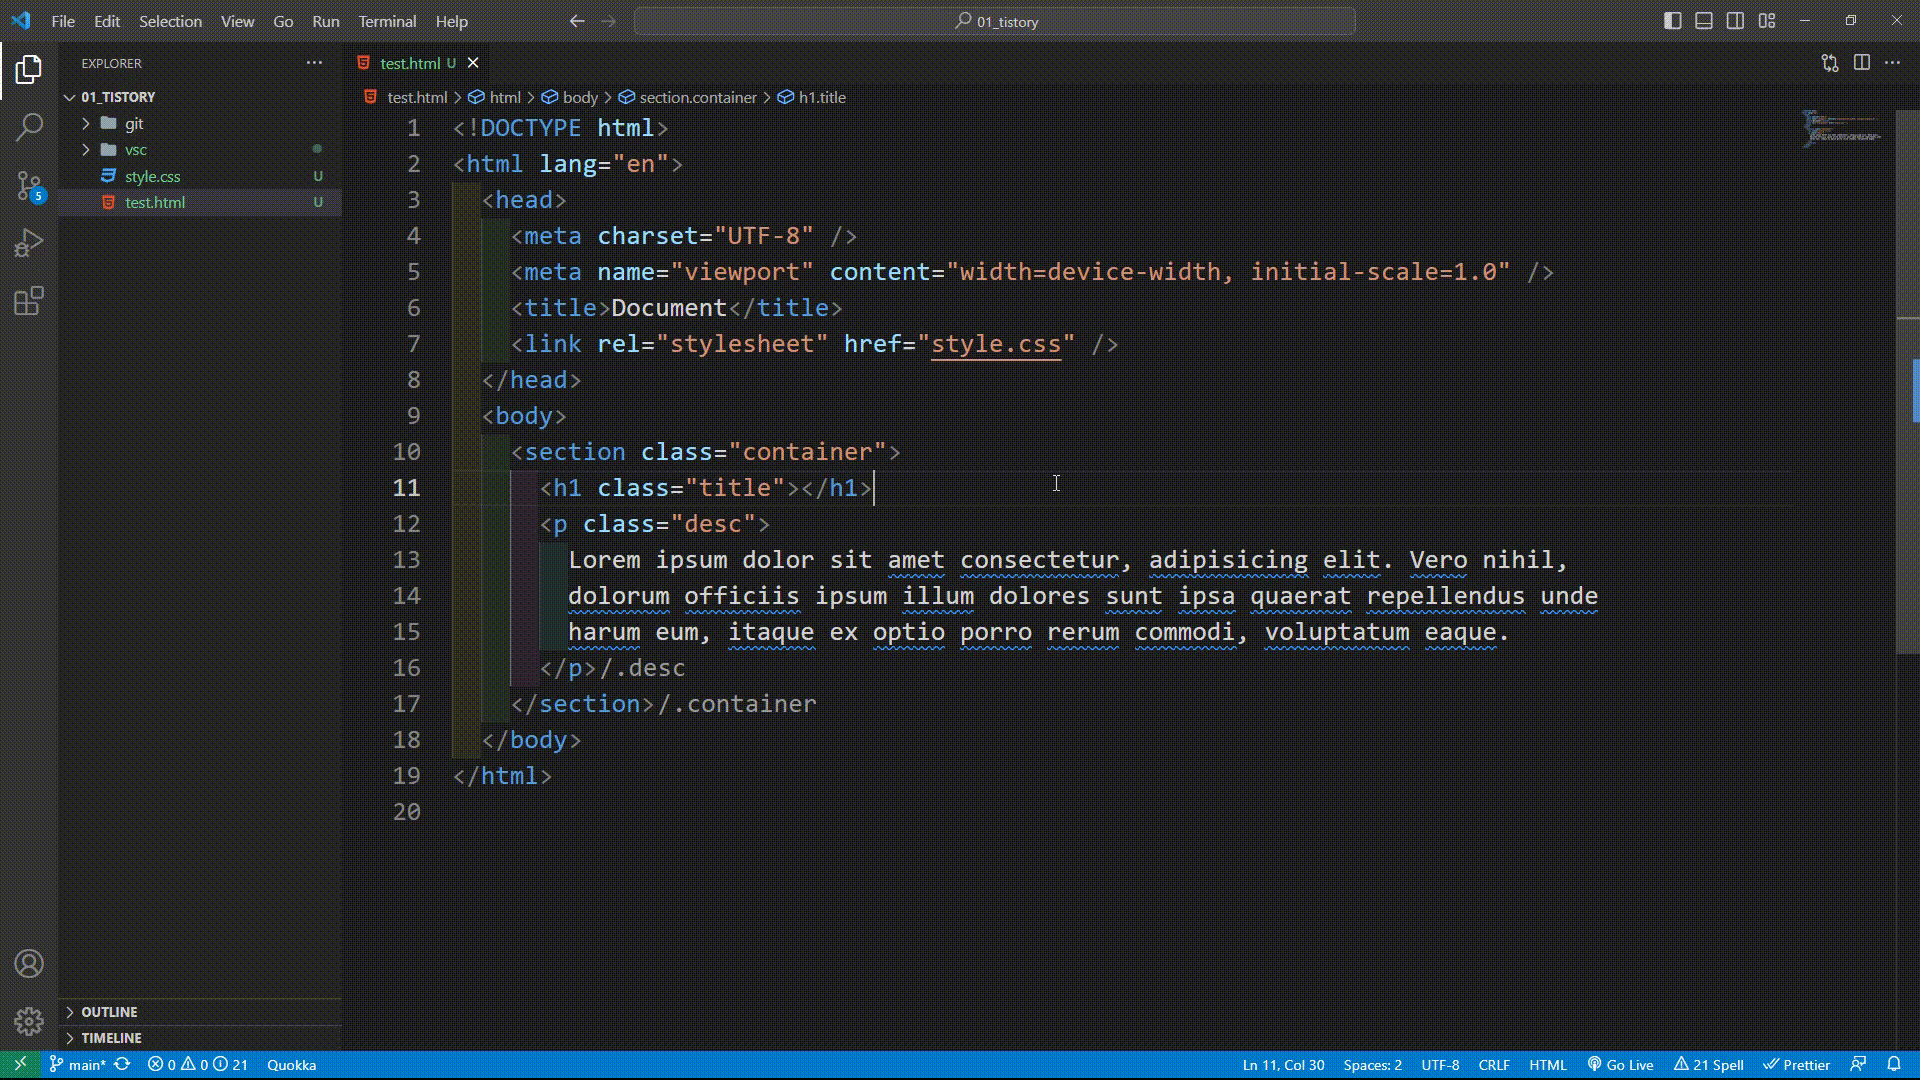 File Edit Selection View Go Run Terminal Help
01_tistory
EXPLORER
01_TISTORY
git
vsc
style.css U
test.html U
OUTLINE
TIMELINE
5
test.html U
test.html > html > body > section.container > h1.title
1 <!DOCTYPE html>
2 <html lang="en">
3 <head>
4 <meta charset="UTF-8" />
5 <meta name="viewport" content="width=device-width, initial-scale=1.0" />
6 <title>Document</title>
7 <link rel="stylesheet" href="style.css" />
8 </head>
9 <body>
10 <section class="container">
11 <h1 class="title"></h1>
12 <p class="desc">
13 Lorem ipsum dolor sit amet consectetur, adipisicing elit. Vero nihil,
14 dolorum officiis ipsum illum dolores sunt ipsa quaerat repellendus unde
15 harum eum, itaque ex optio porro rerum commodi, voluptatum eaque.
16 </p>/.desc
17 </section>/.container
18 </body>
19 </html>
20
main* 0 0 21 Quokka
Ln 11, Col 30 Spaces: 2 UTF-8 CRLF HTML Go Live 21 Spell Prettier